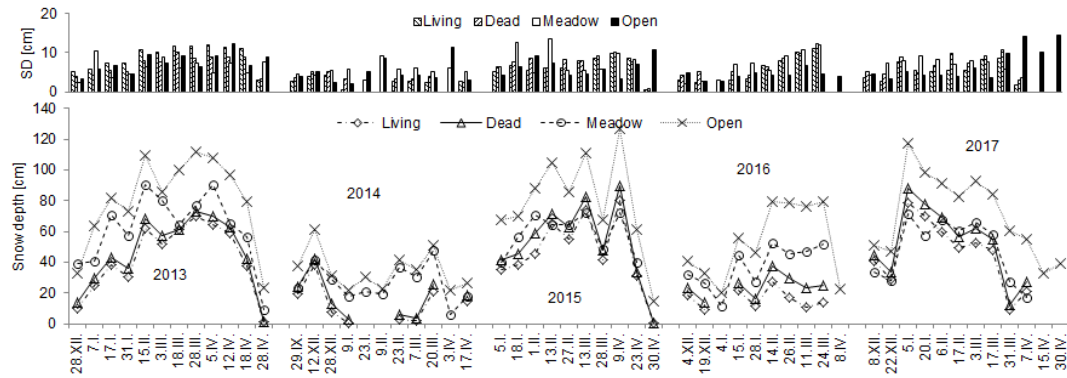 20
10
0
SD [cm]
Living Dead Meadow Open
140
120
100
80
60
40
20
0
Snow depth [cm]
Living Dead Meadow Open
2013
2014
2015
2016
2017
28.XII. 7.I. 17.I. 31.I. 15.II. 3.III. 18.III. 28.III. 5.IV. 12.IV. 18.IV. 28.IV.
29.IX. 12.XII. 28.XII. 9.I. 23.I. 9.II. 23.II. 7.III. 20.III. 3.IV. 17.IV.
5.I. 18.I. 1.II. 13.II. 27.II. 13.III. 28.III. 9.IV. 30.IV.
4.XII. 19.XII. 4.I. 15.I. 28.I. 14.II. 26.II. 11.III. 24.III. 8.IV.
8.XII. 22.XII. 5.I. 20.I. 6.II. 17.II. 3.III. 17.III. 31.III. 7.IV. 15.IV. 30.IV.